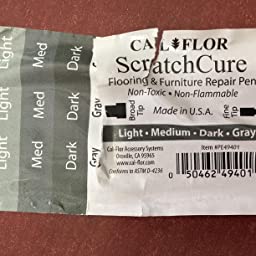 CAL FLOR
ScratchCure
Flooring & Furniture Repair Pen
Non-Toxic • Non-Flammable
Broad Tip
Made in U.S.A.
Fine Tip
Light • Medium • Dark • Gray
Item #PE49401
Cal-Flor Accessory Systems
Oroville, CA 95965
www.cal-flor.com
Conforms to ASTM D-4236
0 50462 49401
Light Med Dark
Light Med Dark Gray
Light Med Dark Gray